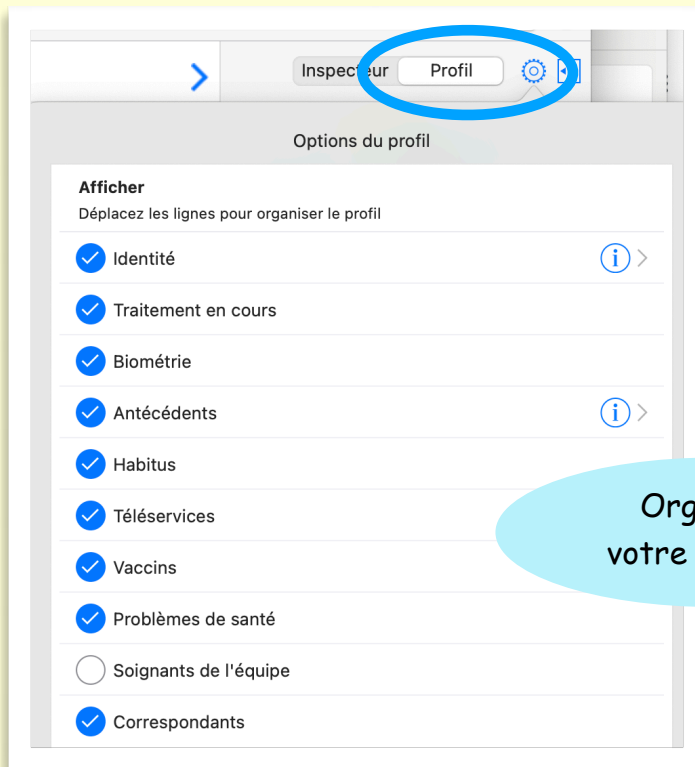 Inspecteur Profil
Options du profil
Afficher
Déplacez les lignes pour organiser le profil
Identité
Traitement en cours
Biométrie
Antécédents
Habitus
Téléservices
Vaccins
Problèmes de santé
Soignants de l'équipe
Correspondants
Org
votre